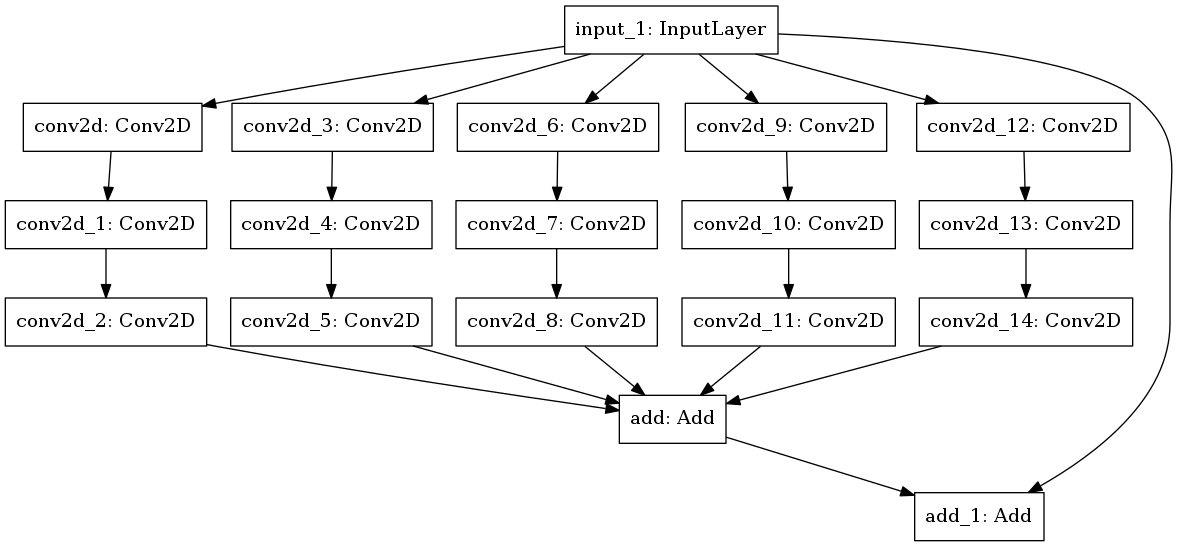 input_1: InputLayer
conv2d: Conv2D
conv2d_3: Conv2D
conv2d_6: Conv2D
conv2d_9: Conv2D
conv2d_12: Conv2D
conv2d_1: Conv2D
conv2d_4: Conv2D
conv2d_7: Conv2D
conv2d_10: Conv2D
conv2d_13: Conv2D
conv2d_2: Conv2D
conv2d_5: Conv2D
conv2d_8: Conv2D
conv2d_11: Conv2D
conv2d_14: Conv2D
add: Add
add_1: Add